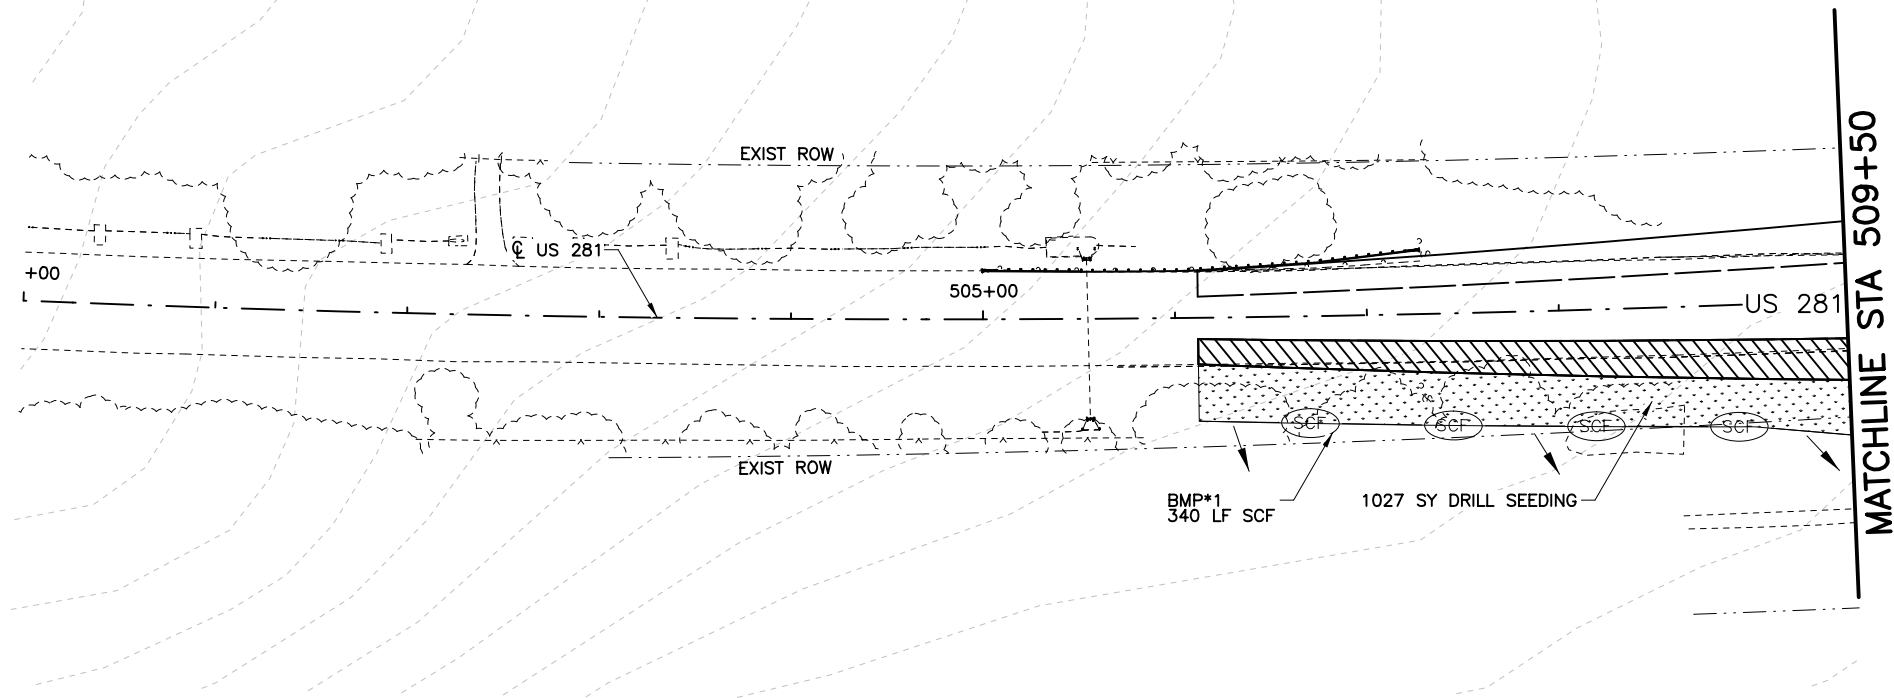 EXIST ROW
℄ US 281
+00
505+00
US 281
MATCHLINE STA 509+50
SCF
SCF
SCF
SCF
EXIST ROW
BMP*1
340 LF SCF
1027 SY DRILL SEEDING